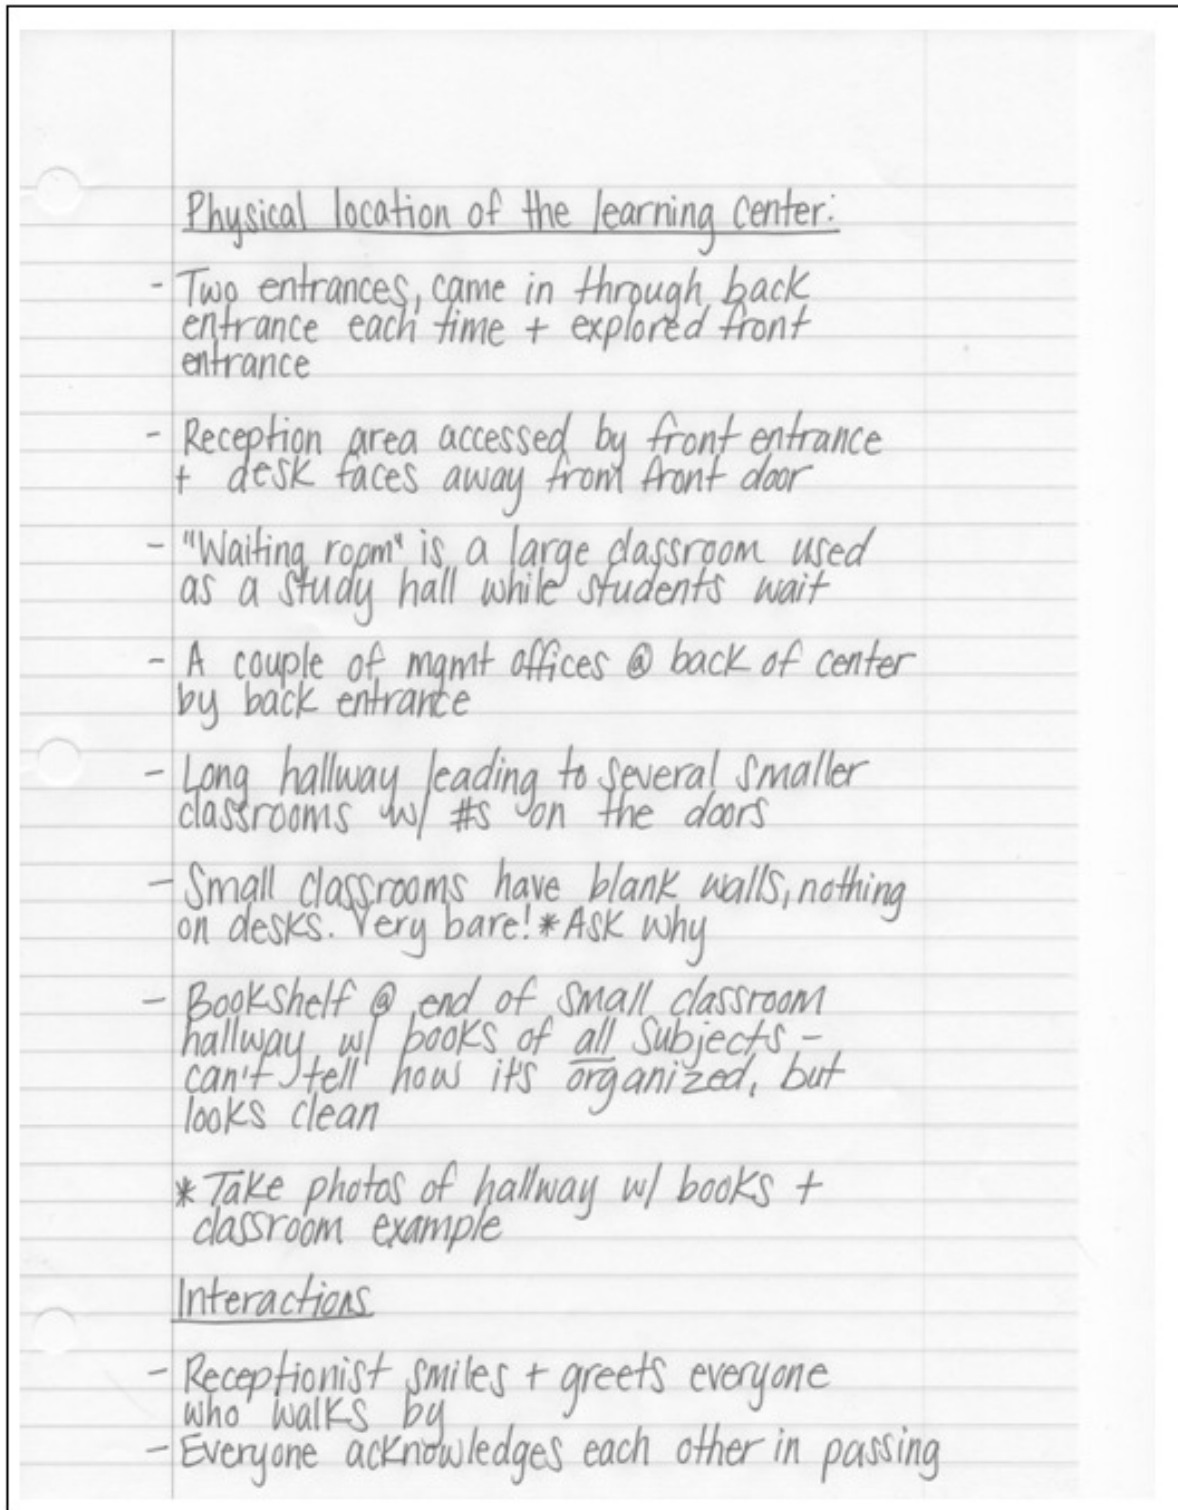 Physical location of the learning center:
- Two entrances, came in through back
entrance each time + explored front
entrance
- Reception area accessed by front entrance
+ desk faces away from front door
- "Waiting room" is a large classroom used
as a study hall while students wait
- A couple of mgmt offices @ back of center
by back entrance
- Long hallway leading to several smaller
classrooms w/ #s on the doors
- Small classrooms have blank walls, nothing
on desks. Very bare! * Ask why
- Bookshelf @ end of small classroom
hallway w/ books of all subjects -
can't tell how it's organized, but
looks clean
* Take photos of hallway w/ books +
classroom example
Interactions
- Receptionist smiles + greets everyone
who walks by
- Everyone acknowledges each other in passing